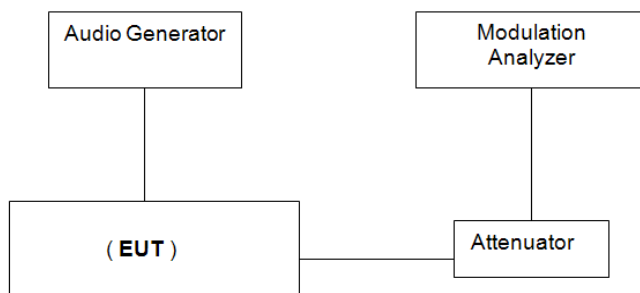 Audio Generator
Modulation
Analyzer
( EUT )
Attenuator